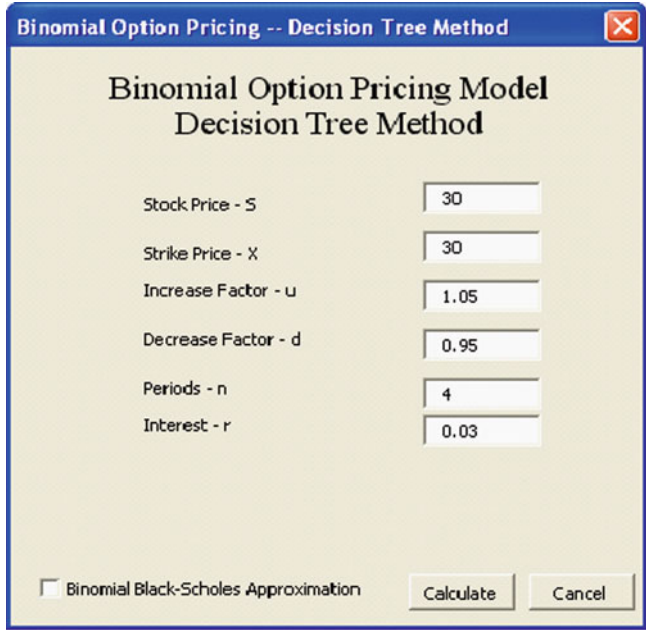 Binomial Option Pricing -- Decision Tree Method
Binomial Option Pricing Model
Decision Tree Method
Stock Price - S 30
Strike Price - X 30
Increase Factor - u 1.05
Decrease Factor - d 0.95
Periods - n 4
Interest - r 0.03
Binomial Black-Scholes Approximation Calculate Cancel